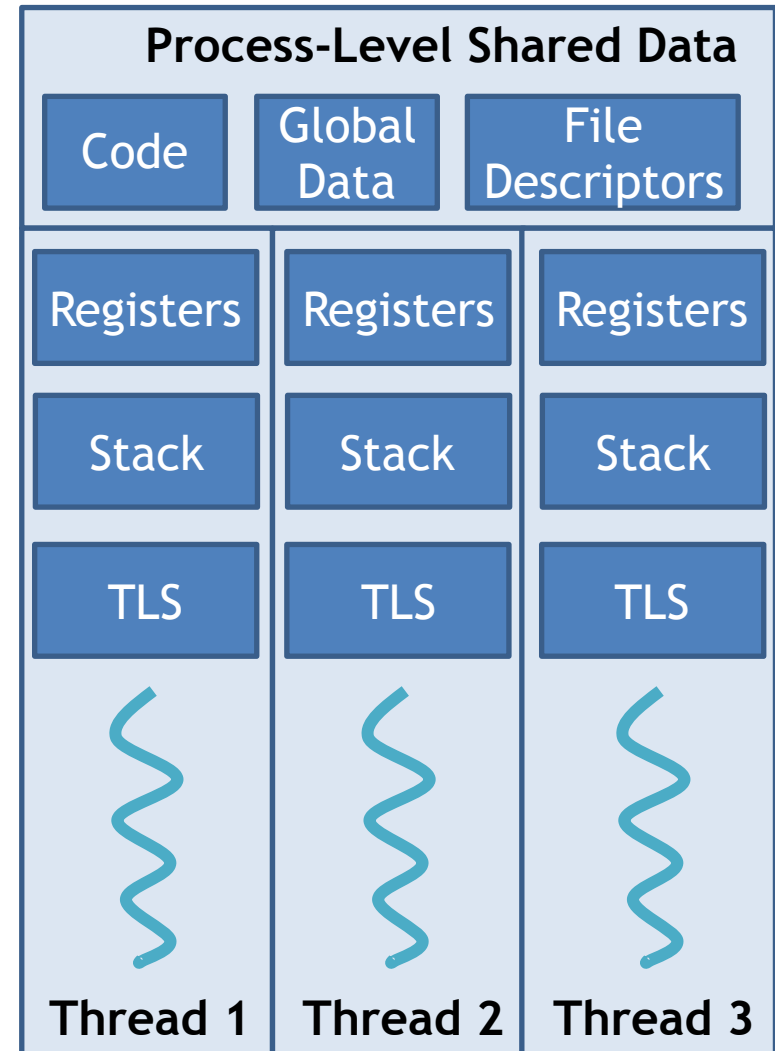 Process-Level Shared Data
Code
Global
Data
File
Descriptors
Registers
Registers
Registers
Stack
Stack
Stack
TLS
TLS
TLS
Thread 1
Thread 2
Thread 3